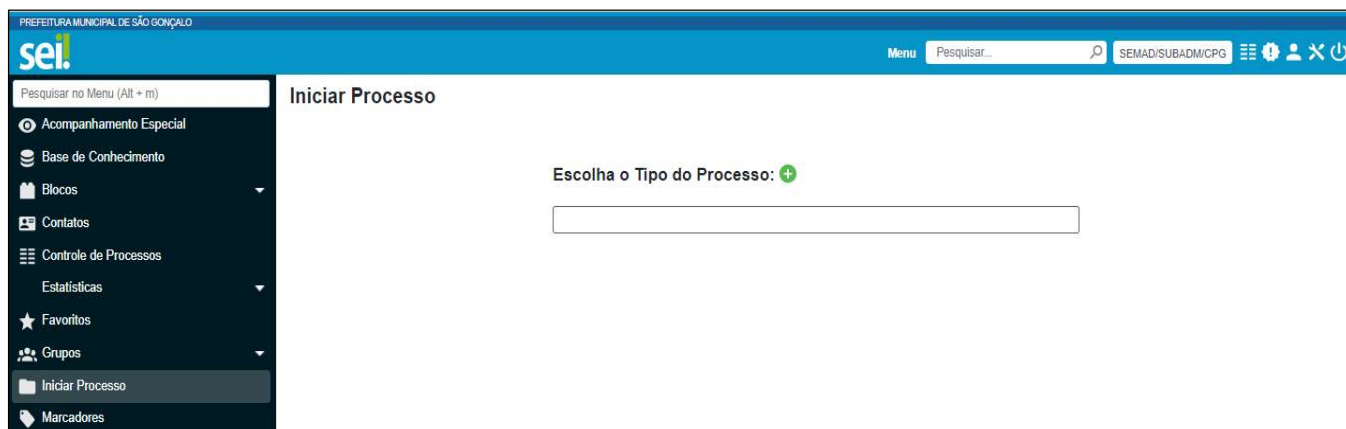 PREFEITURA MUNICIPAL DE SÃO GONÇALO
sei!
Menu
Pesquisar...
SEMAD/SUBADM/CPG
Pesquisar no Menu (Alt + m)
Acompanhamento Especial
Base de Conhecimento
Blocos
Contatos
Controle de Processos
Estatísticas
Favoritos
Grupos
Iniciar Processo
Marcadores
Iniciar Processo
Escolha o Tipo do Processo: